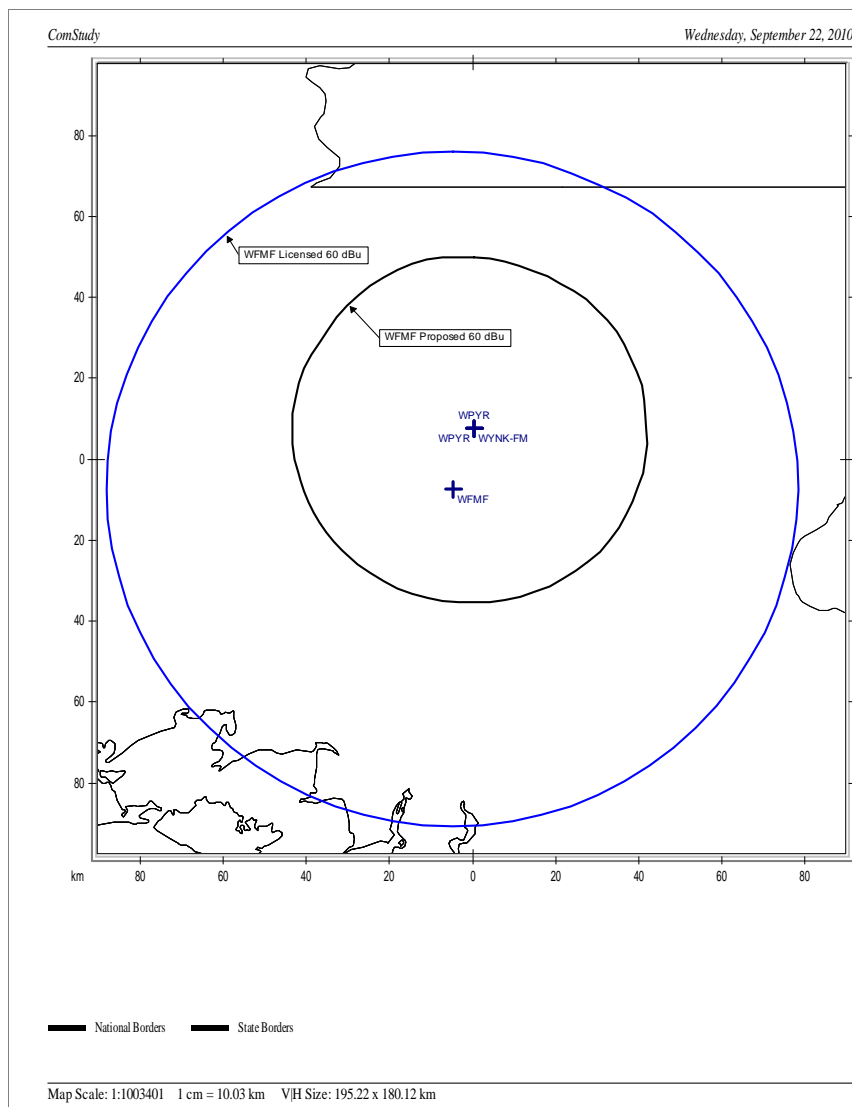 ComStudy Wednesday, September 22, 2010
80
60
WFMF Licensed 60 dBu
40
WFMF Proposed 60 dBu
20
WPYR
WPYR WYNK-FM
0
WFMF
20
40
60
80
km 80 60 40 20 0 20 40 60 80
National Borders State Borders
Map Scale: 1:1003401 1 cm = 10.03 km V|H Size: 195.22 x 180.12 km